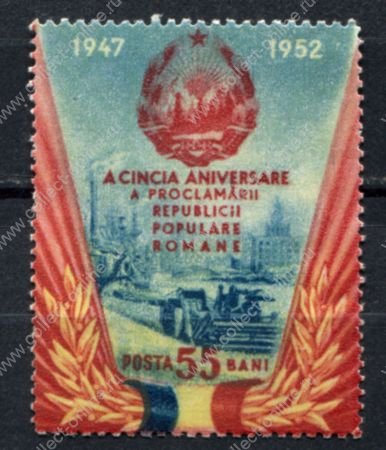 1947 1952
A CINCIA ANIVERSARE
A PROCLAMĂRII
REPUBLICII
POPULARE
ROMANE
POSTA 55 BANI